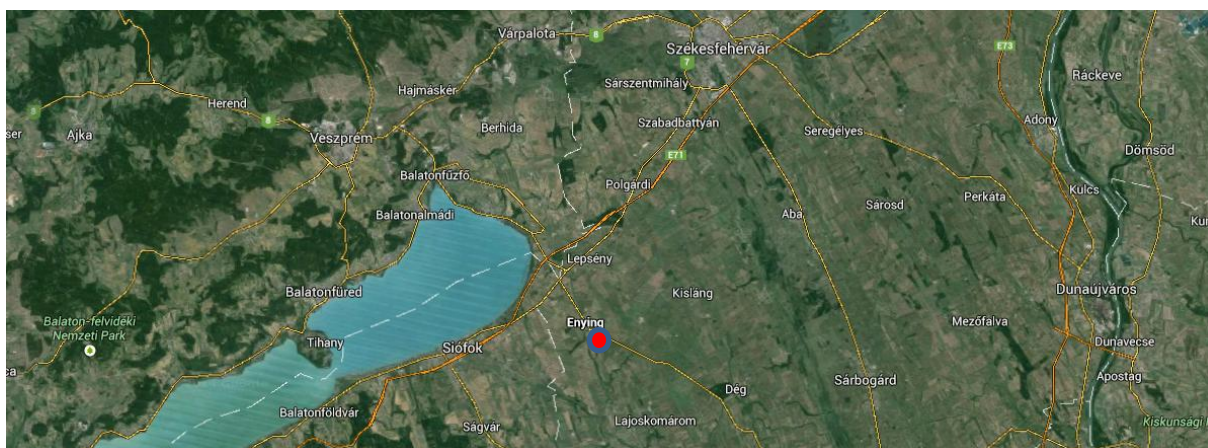 Várpalota
8
Székesfehérvár
E73
7
Sárszentmihály
Ráckeve
Herend
Hajmáskér
8
Ajka
Veszprém
Berhida
Szabadbattyán
Seregélyes
Adony
Dömsöd
E71
Balatonfűzfő
Polgárdi
Perkáta
Kulcs
Balatonalmádi
Aba
Sárosd
Lepsény
Balatonfüred
Kisláng
Dunaújváros
Balaton-felvidéki
Nemzeti Park
Enying
Mezőfalva
Tihany
Siófok
Dunavecse
Dég
Sárbogárd
Apostag
Balatonföldvár
Ságvár
Lajoskomárom